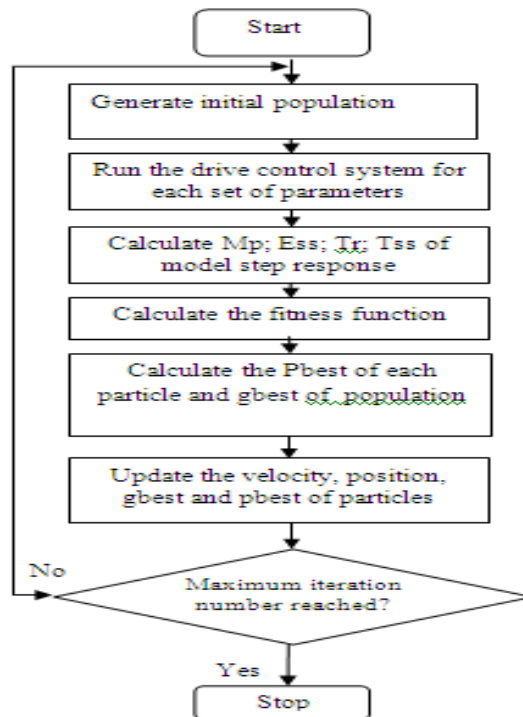 Start
Generate initial population
Run the drive control system for
each set of parameters
Calculate Mp; Ess; Tr; Tss of
model step response
Calculate the fitness function
Calculate the Pbest of each
particle and gbest of population
Update the velocity, position,
gbest and pbest of particles
No
Maximum iteration
number reached?
Yes
Stop